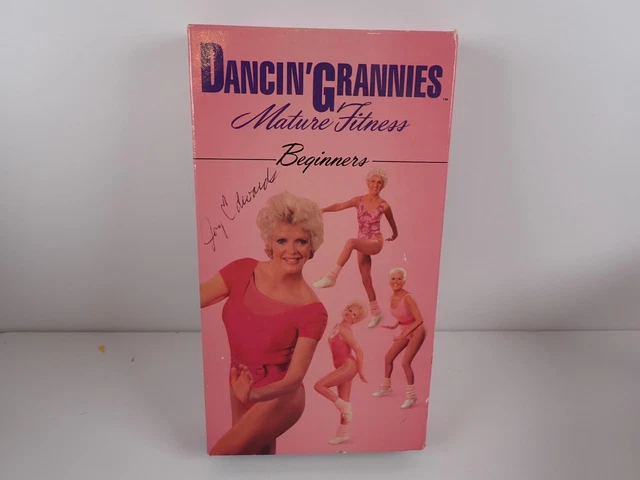 DANCIN' GRANNIES™
Mature Fitness
Beginners
Joy Edwards